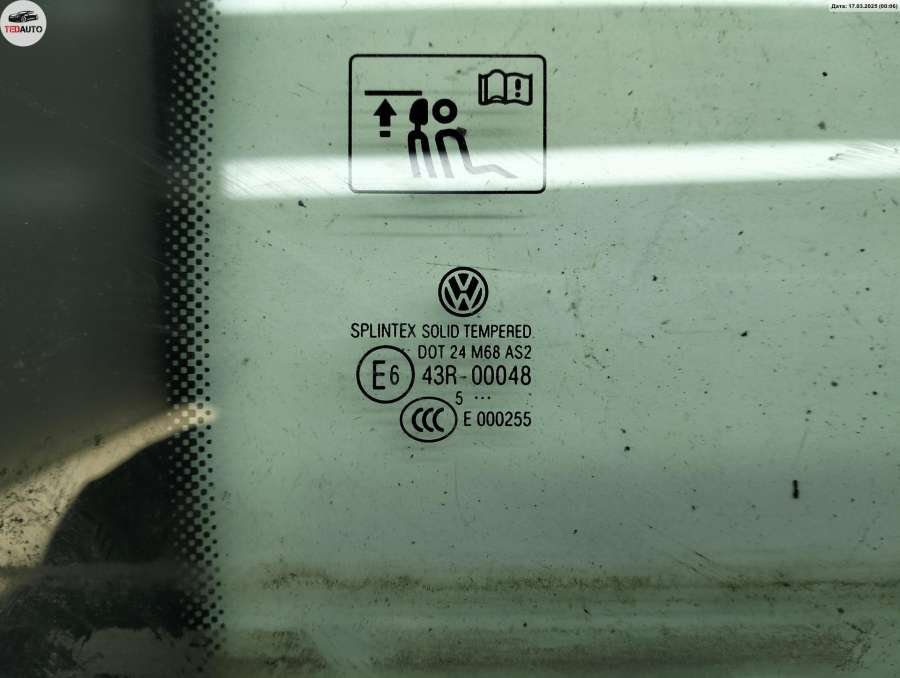 TEDAUTO
Дата: 17.03.2025 (00:06)
SPLINTEX SOLID TEMPERED
DOT 24 M68 AS2
E6 43R-00048
5 ...
CCC E 000255